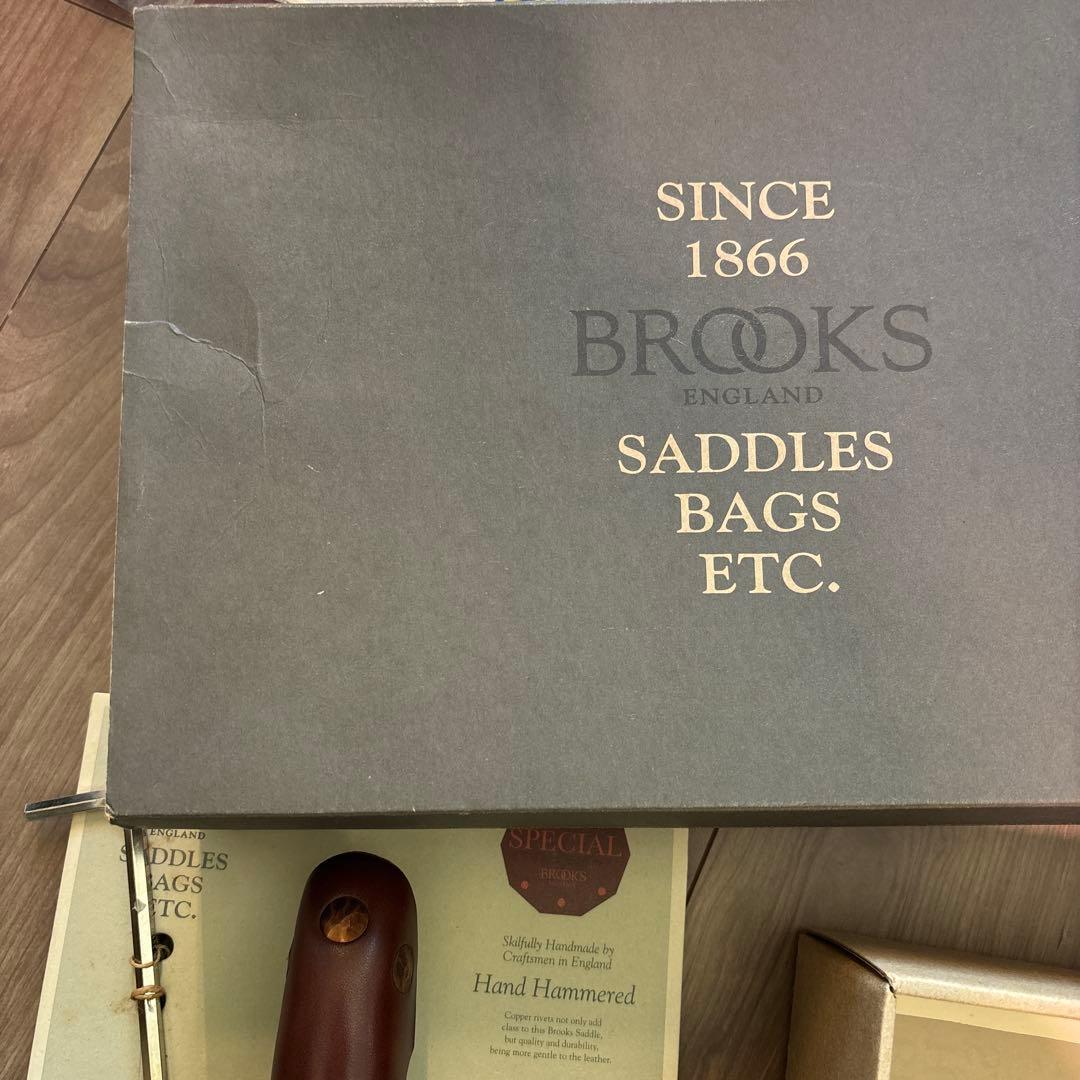 SINCE
1866
BROOKS
ENGLAND
SADDLES
BAGS
ETC.
ENGLAND
SADDLES
BAGS
ETC.
SPECIAL
BROOKS
Skilfully Handmade by
Craftsmen in England
Hand Hammered
Copper rivets not only add
class to this Brooks Saddle,
but quality and durability,
being more gentle to the leather.